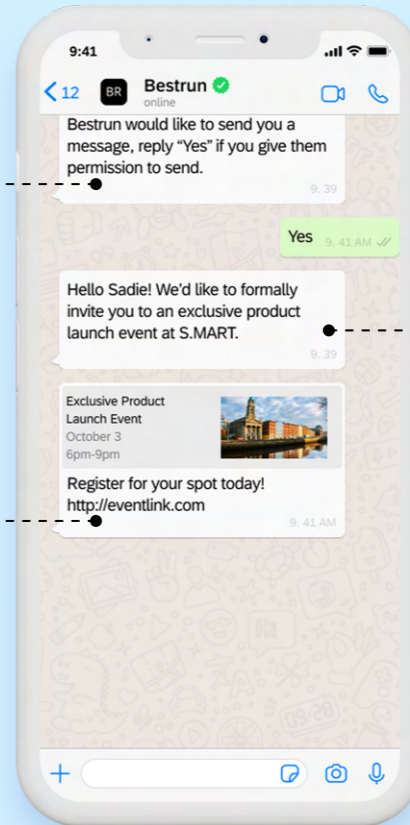 9:41
12
BR
Bestrun
online
Bestrun would like to send you a
message, reply “Yes” if you give them
permission to send.
9. 39
Yes
9. 41 AM
Hello Sadie! We’d like to formally
invite you to an exclusive product
launch event at S.MART.
9. 39
Exclusive Product
Launch Event
October 3
6pm-9pm
Register for your spot today!
http://eventlink.com
9. 41 AM